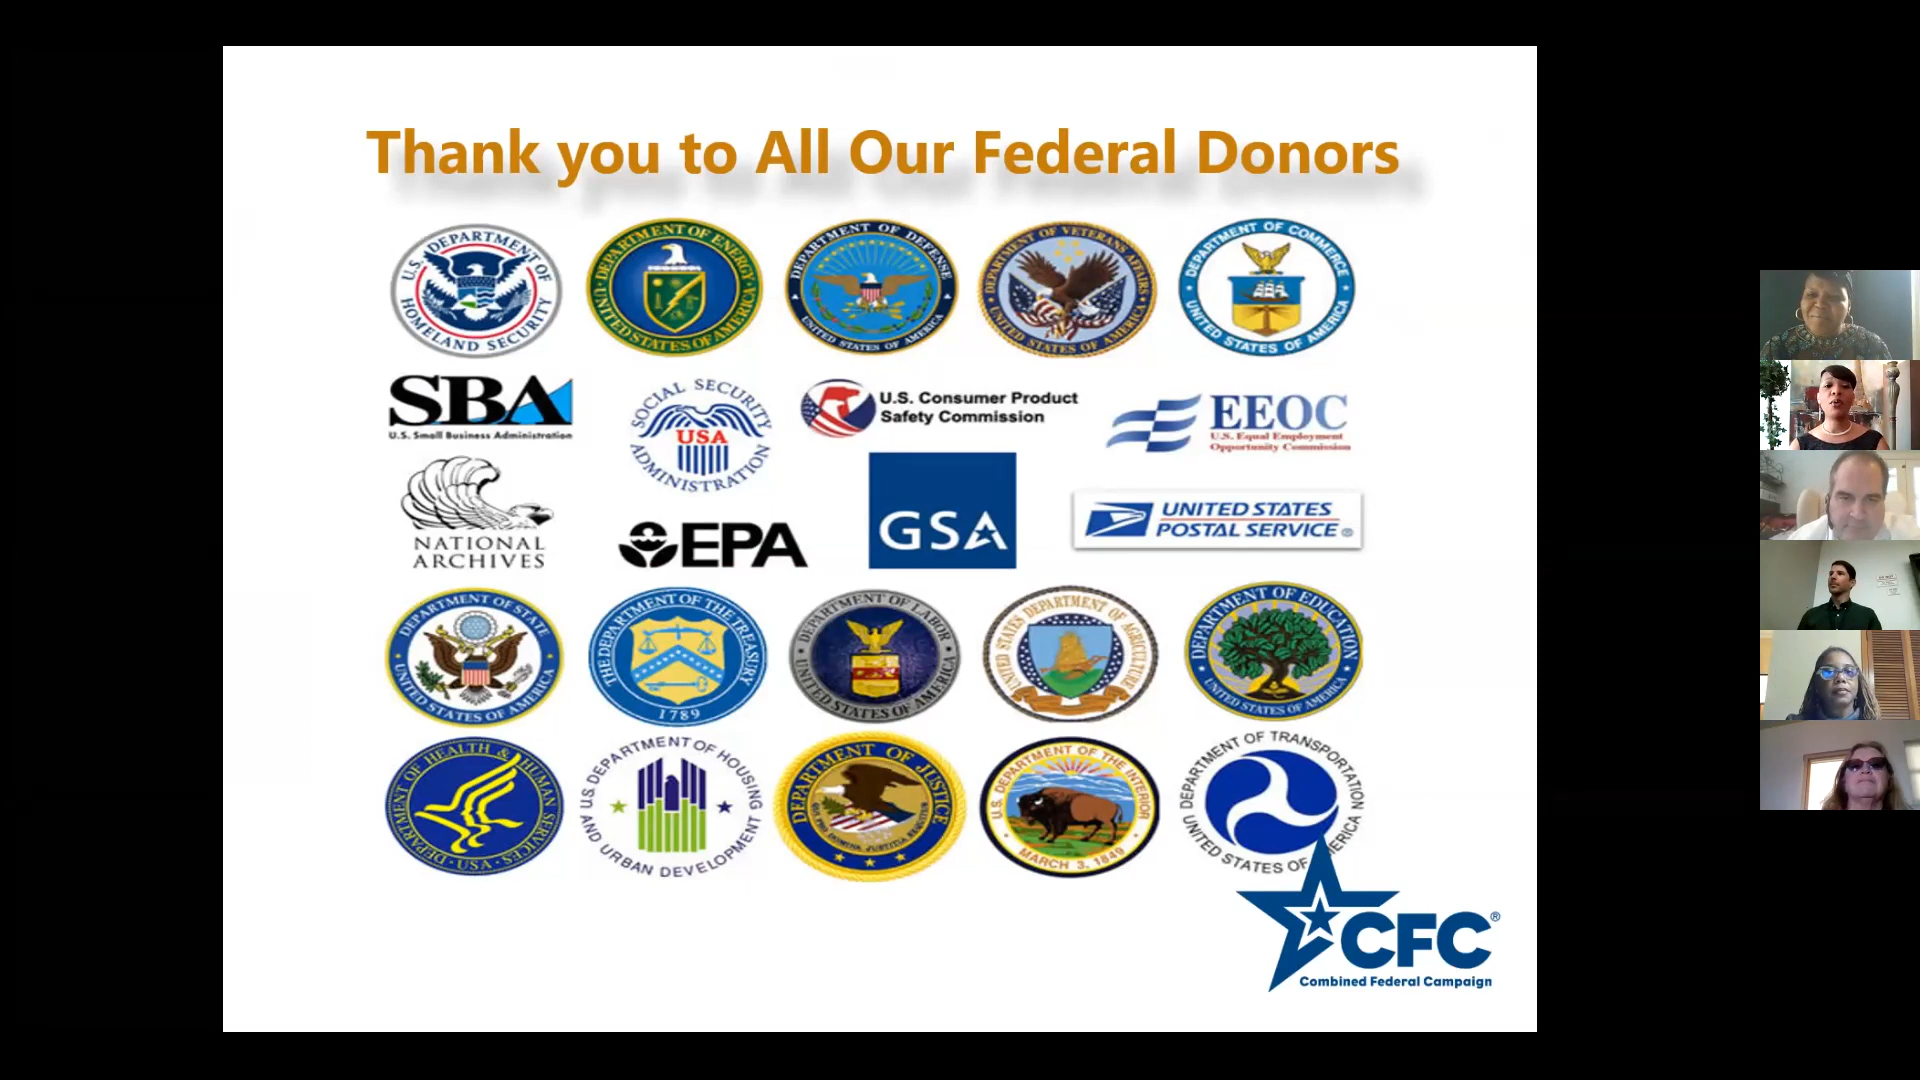 Thank you to All Our Federal Donors
U.S. DEPARTMENT OF HOMELAND SECURITY
DEPARTMENT OF ENERGY
UNITED STATES OF AMERICA
DEPARTMENT OF DEFENSE
UNITED STATES OF AMERICA
DEPARTMENT OF VETERANS AFFAIRS
UNITED STATES OF AMERICA
DEPARTMENT OF COMMERCE
UNITED STATES OF AMERICA
SBA
U.S. Small Business Administration
SOCIAL SECURITY
USA
ADMINISTRATION
U.S. Consumer Product
Safety Commission
EEOC
U.S. Equal Employment
Opportunity Commission
NATIONAL
ARCHIVES
EPA
GSA
UNITED STATES
POSTAL SERVICE®
DEPARTMENT OF STATE
UNITED STATES OF AMERICA
THE DEPARTMENT OF THE TREASURY
1789
DEPARTMENT OF LABOR
UNITED STATES OF AMERICA
UNITED STATES DEPARTMENT OF AGRICULTURE
DEPARTMENT OF EDUCATION
UNITED STATES OF AMERICA
DEPARTMENT OF HEALTH & HUMAN SERVICES · USA
U.S. DEPARTMENT OF HOUSING
AND URBAN DEVELOPMENT
DEPARTMENT OF JUSTICE
U.S. DEPARTMENT OF THE INTERIOR
MARCH 3, 1849
DEPARTMENT OF TRANSPORTATION
UNITED STATES OF AMERICA
CFC®
Combined Federal Campaign